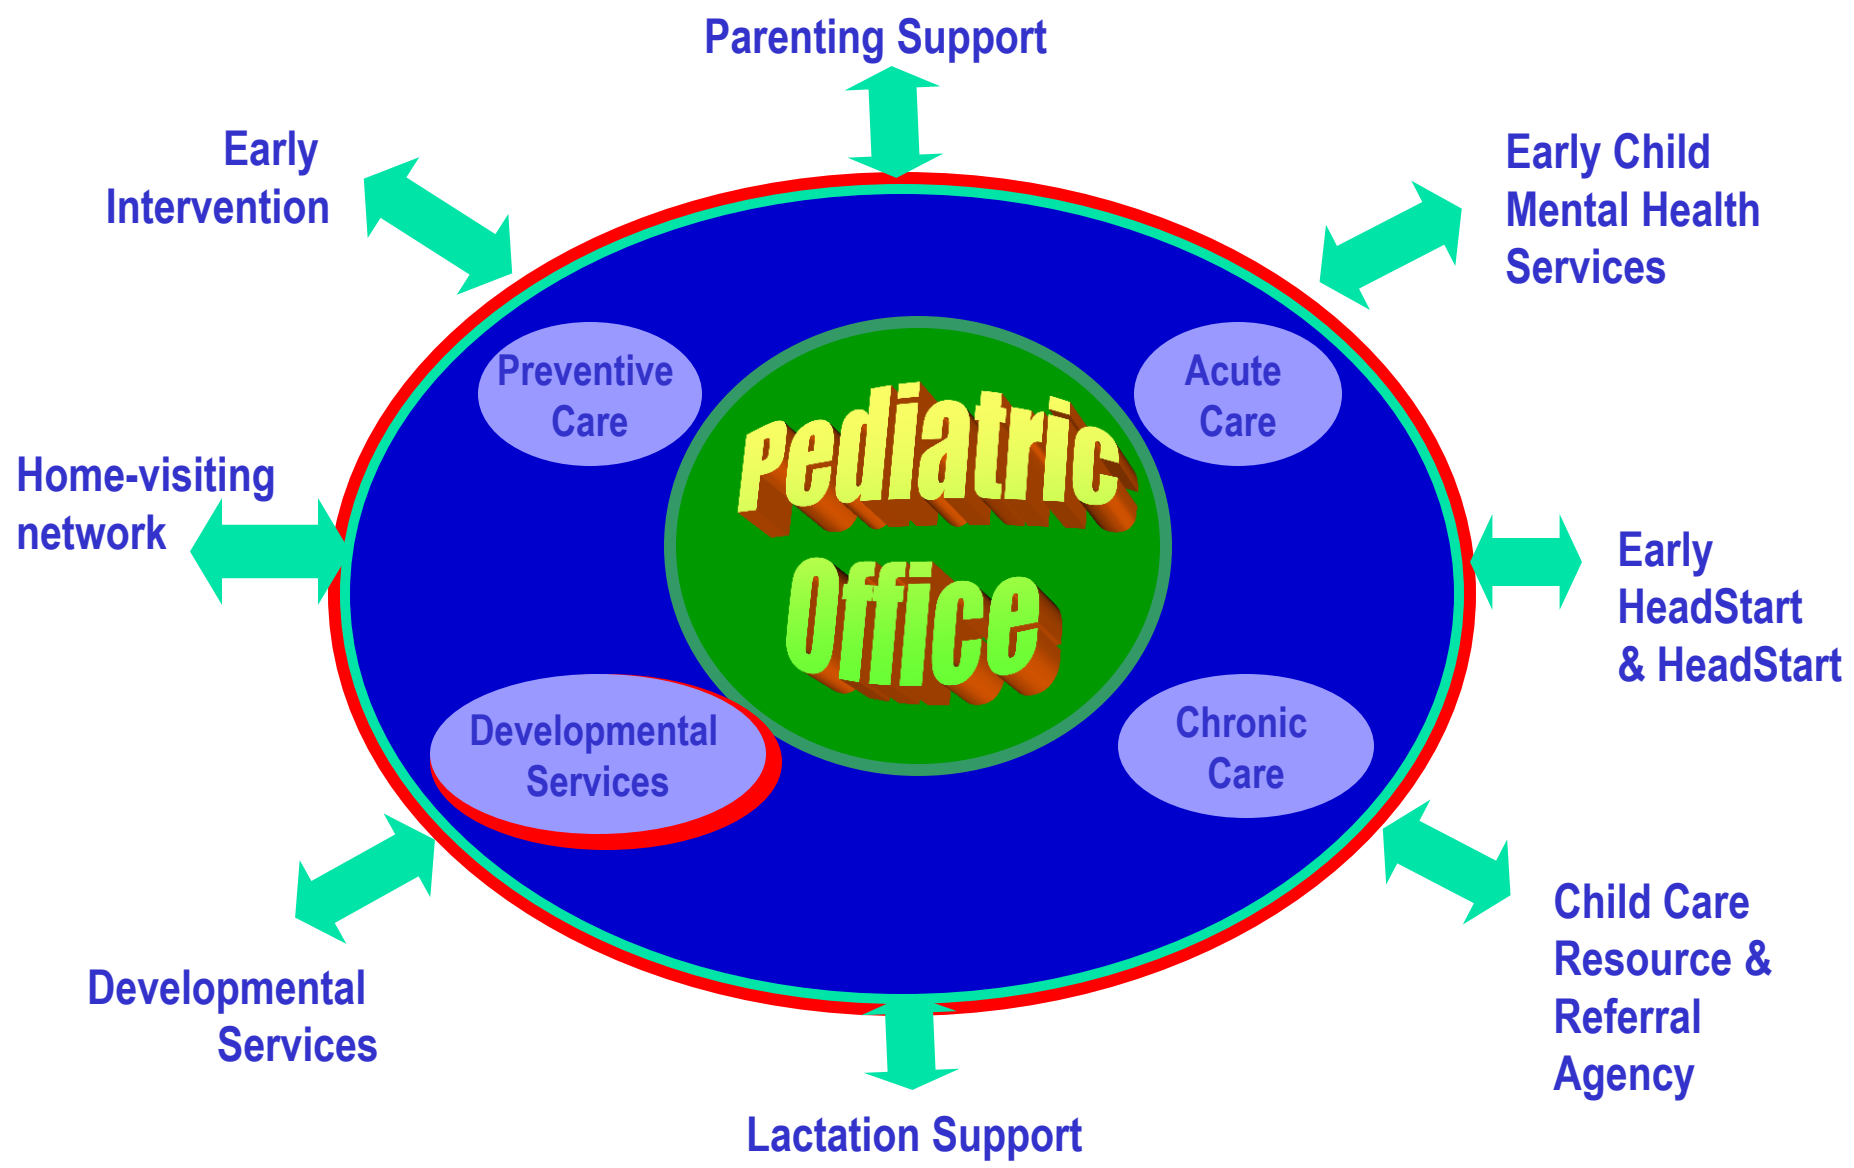 Parenting Support
Early
Intervention
Early Child
Mental Health
Services
Preventive
Care
Acute
Care
Pediatric
Office
Home-visiting
network
Early
HeadStart
& HeadStart
Developmental
Services
Chronic
Care
Developmental
Services
Child Care
Resource &
Referral
Agency
Lactation Support